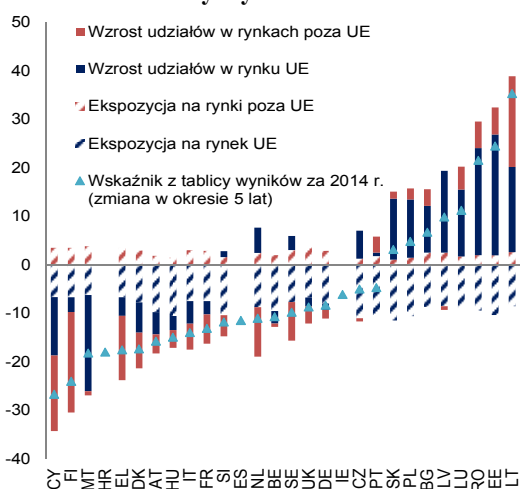 50
40
30
20
10
0
-10
-20
-30
-40
Wzrost udziałów w rynkach poza UE
Wzrost udziałów w rynku UE
Ekspozycja na rynki poza UE
Ekspozycja na rynek UE
Wskaźnik z tablicy wyników za 2014 r.
(zmiana w okresie 5 lat)
CY
FI
MT
HR
EL
DK
AT
HU
IT
FR
SI
ES
NL
BE
SE
UK
DE
IE
CZ
PT
SK
PL
BG
LV
LU
RO
EE
LT